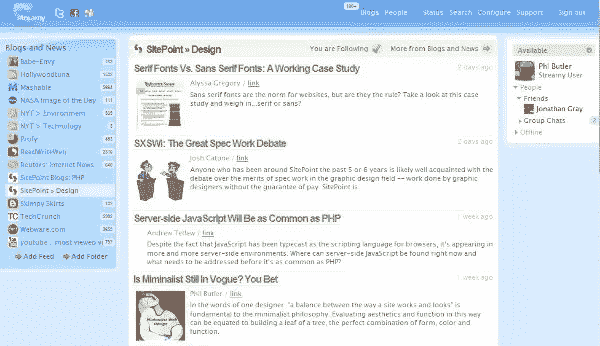 streamy
100+
Blogs People Status Search Configure Support Sign out
Blogs and News
Babe-Envy
HollywoodTuna
Mashable
NASA Image of the Day
NYT > Environment
NYT > Technology
Profy
ReadWriteWeb
Reuters: Internet News
SitePoint Blogs: PHP
SitePoint » Design
Skimpy Skirts
TechCrunch
Webware.com
youtube : most viewed v
Add Feed Add Folder
SitePoint » Design
You are Following
More from Blogs and News
Serif Fonts Vs. Sans Serif Fonts: A Working Case Study
2 days ago
Alyssa Gregory / link
Sans serif fonts are the norm for websites, but are they the rule? Take a look at this case
study and weigh in...serif or sans?
SXSWi: The Great Spec Work Debate
2 days ago
Josh Catone / link
Anyone who has been around SitePoint the past 5 or 6 years is likely well acquainted with the
debate over the merits of spec work in the graphic design field -- work done by graphic
designers without the guarantee of pay. SitePoint is
Server-side JavaScript Will Be as Common as PHP
1 week ago
Andrew Tetlaw / link
Despite the fact that JavaScript has been typecast as the scripting language for browsers, it's appearing in
more and more server-side environments. Where can server-side JavaScript be found right now and
what needs to be addressed before it's as common as PHP?
Is Miminalist Still In Vogue? You Bet
1 week ago
Phil Butler / link
In the words of one designer: "a balance between the way a site works and looks" is
fundamental to the minimalist philosophy. Evaluating aesthetics and function in this way
can be equated to building a leaf of a tree, the perfect combination of form, color and
function.
Available
Phil Butler
Streamy User
People
Friends
Jonathan Gray
Group Chats
2
Offline